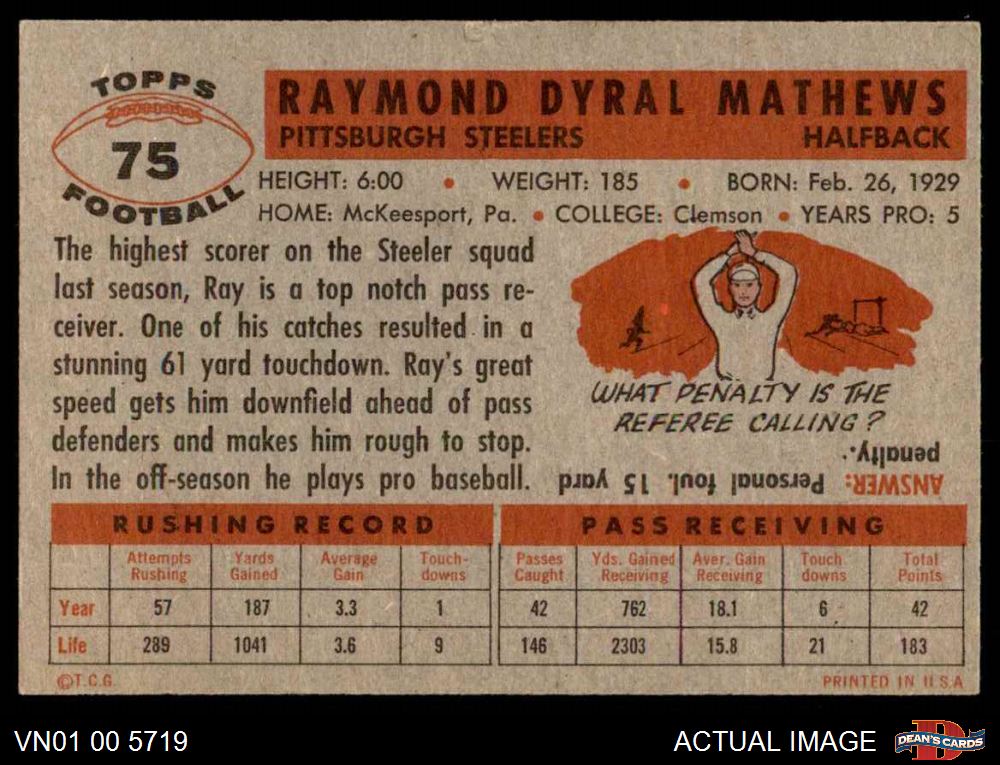 TOPPS
75
FOOTBALL
RAYMOND DYRAL MATHEWS
PITTSBURGH STEELERS HALFBACK
HEIGHT: 6:00 • WEIGHT: 185 • BORN: Feb. 26, 1929
HOME: McKeesport, Pa. • COLLEGE: Clemson • YEARS PRO: 5
The highest scorer on the Steeler squad
last season, Ray is a top notch pass re-
ceiver. One of his catches resulted in a
stunning 61 yard touchdown. Ray's great
speed gets him downfield ahead of pass
defenders and makes him rough to stop.
In the off-season he plays pro baseball.
WHAT PENALTY IS THE
REFEREE CALLING?
ANSWER: Personal foul. 15 yard
penalty.
RUSHING RECORD
Attempts Rushing Yards Gained Average Gain Touch-downs
Year 57 187 3.3 1
Life 289 1041 3.6 9
PASS RECEIVING
Passes Caught Yds. Gained Receiving Aver. Gain Receiving Touch downs Total Points
42 762 18.1 6 42
146 2303 15.8 21 183
©T.C.G. PRINTED IN U.S.A
VN01 00 5719
ACTUAL IMAGE
DEAN'S CARDS